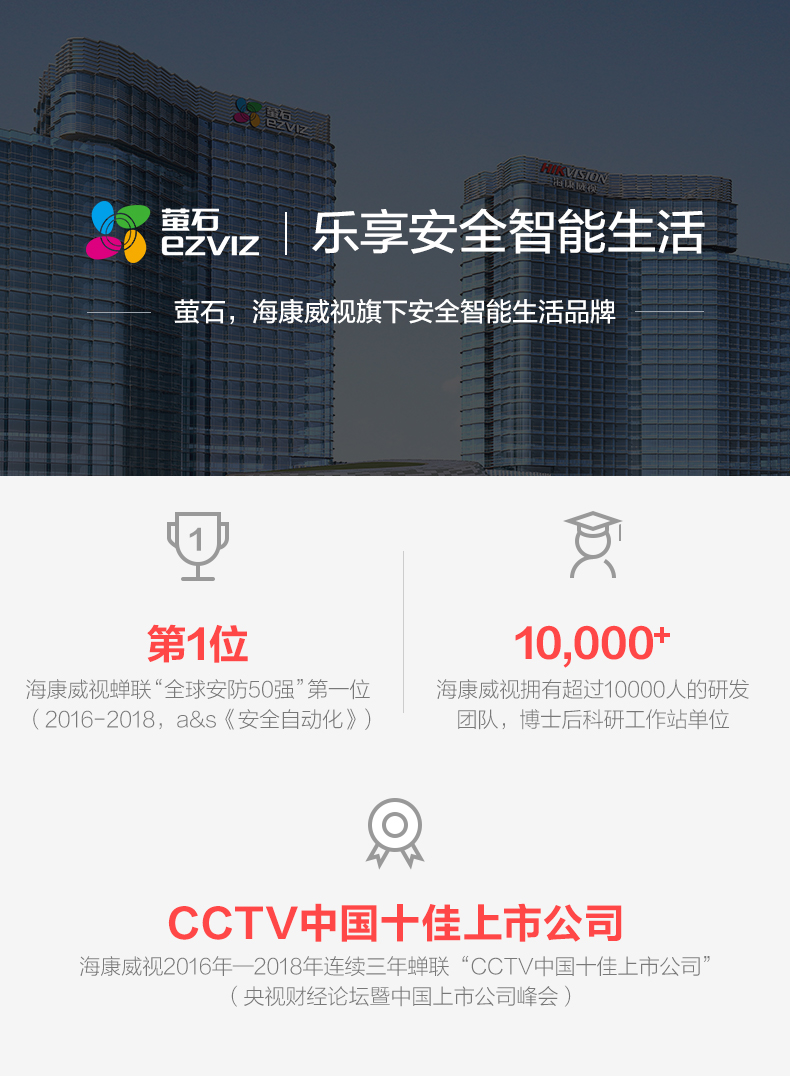 萤石
ezviz
HIKVISION
海康威视
萤石
ezviz
乐享安全智能生活
萤石，海康威视旗下安全智能生活品牌
1
第1位
海康威视蝉联“全球安防50强”第一位
（2016-2018，a&s《安全自动化》）
10,000+
海康威视拥有超过10000人的研发
团队，博士后科研工作站单位
CCTV中国十佳上市公司
海康威视2016年—2018年连续三年蝉联“CCTV中国十佳上市公司”
（央视财经论坛暨中国上市公司峰会）